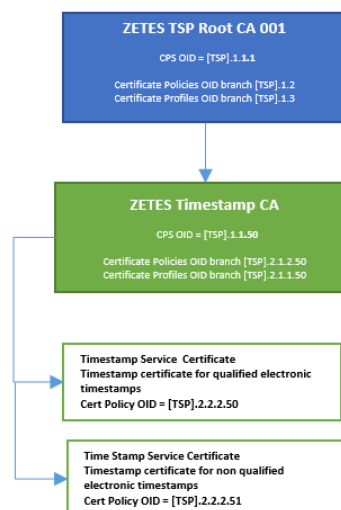 ZETES TSP Root CA 001
CPS OID = [TSP].1.1.1
Certificate Policies OID branch [TSP].1.2
Certificate Profiles OID branch [TSP].1.3
ZETES Timestamp CA
CPS OID = [TSP].1.1.50
Certificate Policies OID branch [TSP].2.1.2.50
Certificate Profiles OID branch [TSP].2.1.1.50
Timestamp Service Certificate
Timestamp certificate for qualified electronic
timestamps
Cert Policy OID = [TSP].2.2.2.50
Time Stamp Service Certificate
Timestamp certificate for non qualified
electronic timestamps
Cert Policy OID = [TSP].2.2.2.51